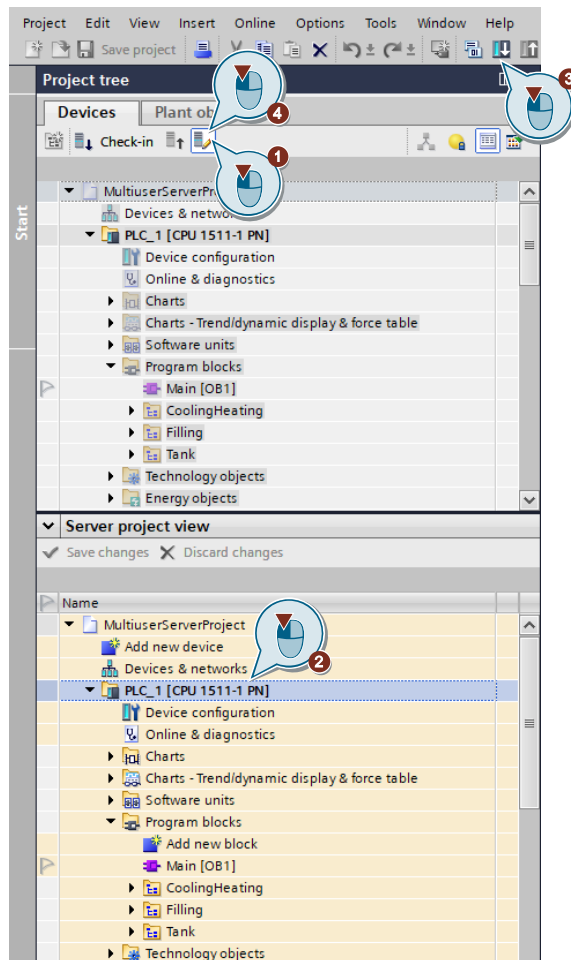 Project Edit View Insert Online Options Tools Window Help
Save project
3
Project tree
Devices Plant ob
4
Check-in
1
MultiuserServerPr
Devices & netwo
Start
PLC_1 [CPU 1511-1 PN]
Device configuration
Online & diagnostics
Charts
Charts - Trend/dynamic display & force table
Software units
Program blocks
Main [OB1]
CoolingHeating
Filling
Tank
Technology objects
Energy objects
Server project view
Save changes Discard changes
Name
MultiuserServerProject
Add new device
Devices & networks
2
PLC_1 [CPU 1511-1 PN]
Device configuration
Online & diagnostics
Charts
Charts - Trend/dynamic display & force table
Software units
Program blocks
Add new block
Main [OB1]
CoolingHeating
Filling
Tank
Technology objects